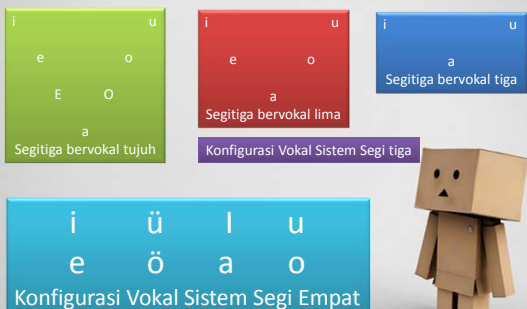 i u
e o
E O
a
Segitiga bervokal tujuh
i u
e o
a
Segitiga bervokal lima
i u
a
Segitiga bervokal tiga
Konfigurasi Vokal Sistem Segi tiga
i ü l u
e ö a o
Konfigurasi Vokal Sistem Segi Empat